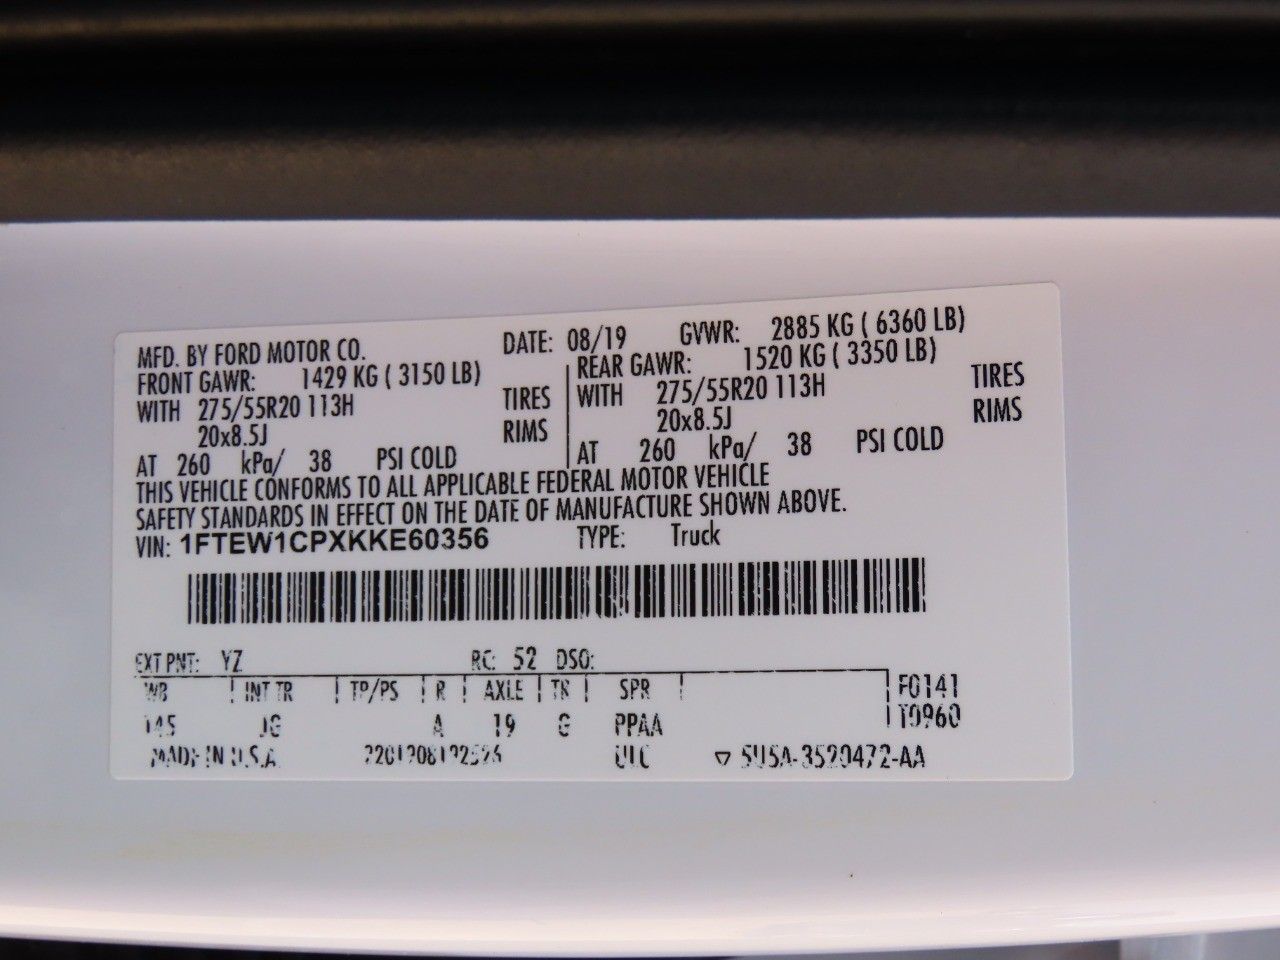 MFD. BY FORD MOTOR CO. DATE: 08/19 GVWR: 2885 KG ( 6360 LB)
FRONT GAWR: 1429 KG ( 3150 LB) REAR GAWR: 1520 KG ( 3350 LB)
WITH 275/55R20 113H TIRES WITH 275/55R20 113H TIRES
20x8.5J RIMS 20x8.5J RIMS
AT 260 kPa/ 38 PSI COLD AT 260 kPa/ 38 PSI COLD
THIS VEHICLE CONFORMS TO ALL APPLICABLE FEDERAL MOTOR VEHICLE
SAFETY STANDARDS IN EFFECT ON THE DATE OF MANUFACTURE SHOWN ABOVE.
VIN: 1FTEW1CPXKKE60356 TYPE: Truck
EXT PNT: YZ RC: 52 DSO:
WB INT TR TP/PS R AXLE TR SPR F0141
145 JG A 19 G PPAA T0960
MADE IN U.S.A. ULC ▽ 5U5A-3520472-AA